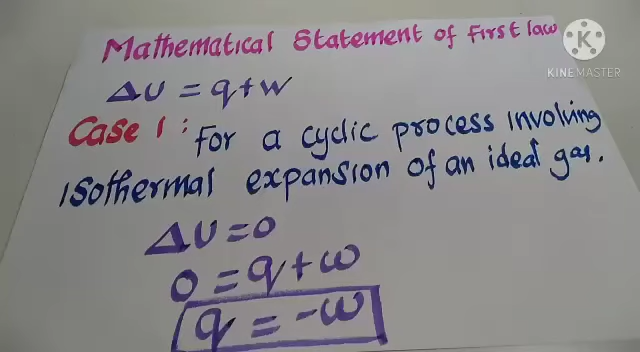 Mathematical Statement of First law
ΔU = q+w
Case 1 : For a cyclic process involving
isothermal expansion of an ideal gas.
ΔU = 0
0 = q + w
q = -w
K
KINEMASTER